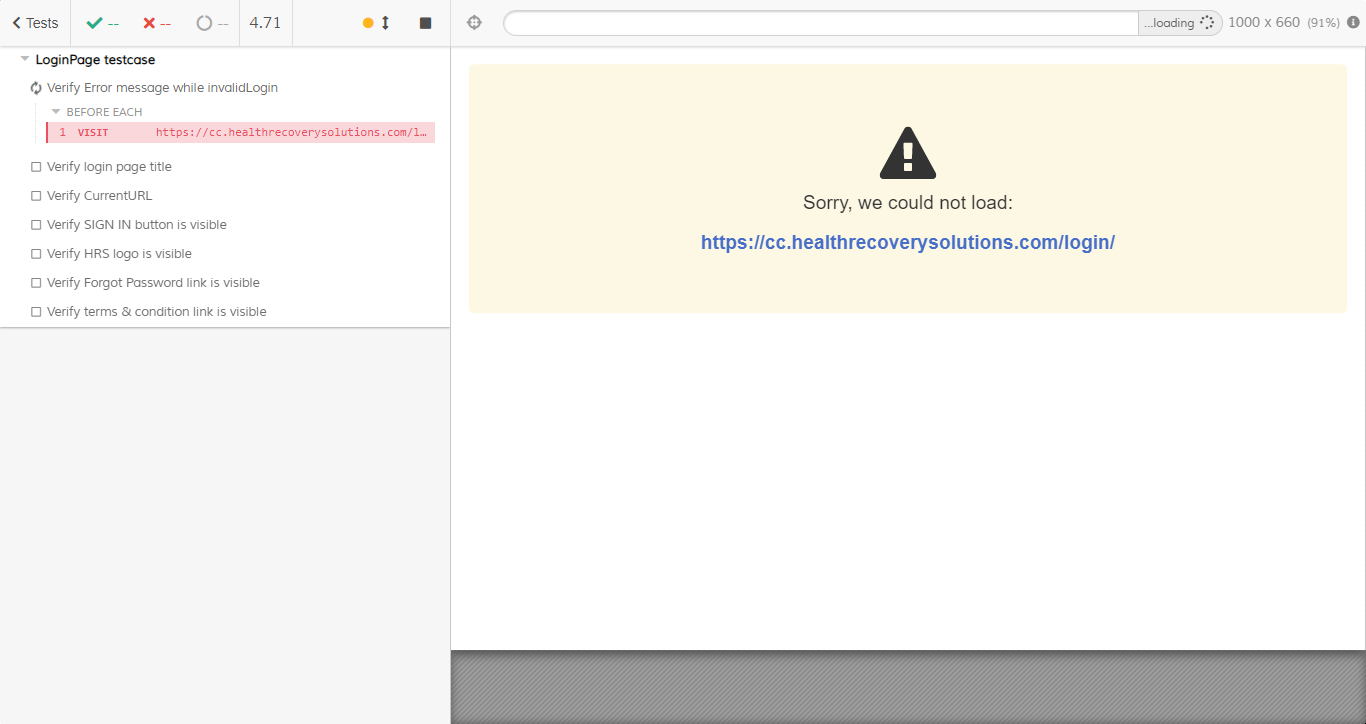 Tests
--
--
--
4.71
...loading
1000 x 660 (91%)
LoginPage testcase
Verify Error message while invalidLogin
BEFORE EACH
1 VISIT https://cc.healthrecoverysolutions.com/l…
Verify login page title
Verify CurrentURL
Verify SIGN IN button is visible
Verify HRS logo is visible
Verify Forgot Password link is visible
Verify terms & condition link is visible
Sorry, we could not load:
https://cc.healthrecoverysolutions.com/login/